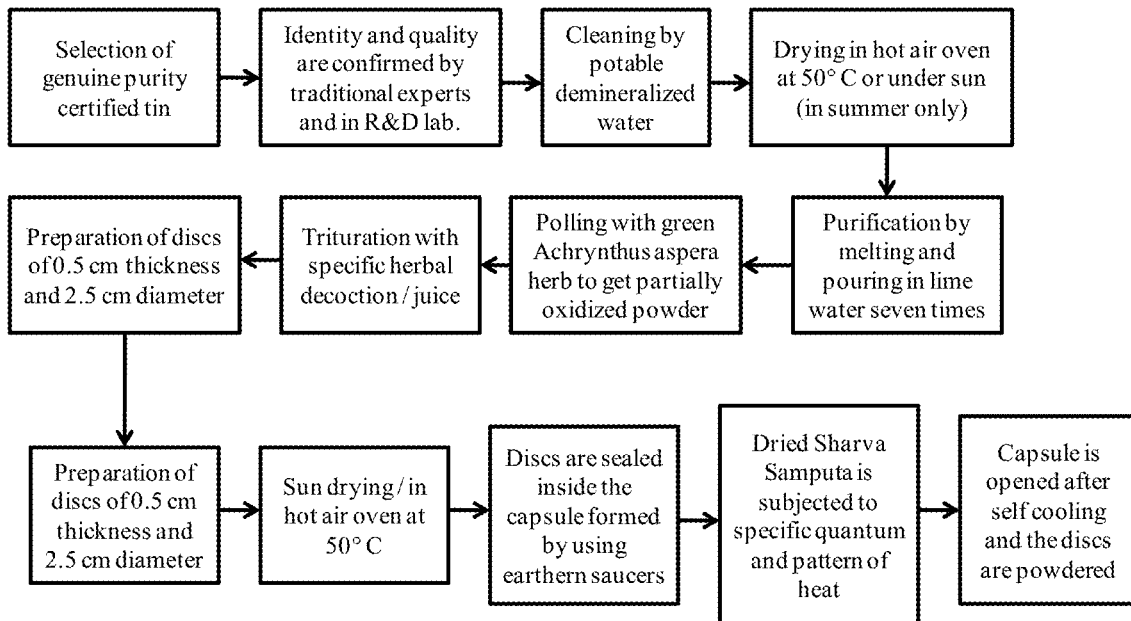 Selection of
genuine purity
certified tin
Identity and quality
are confirmed by
traditional experts
and in R&D lab.
Cleaning by
potable
demineralized
water
Drying in hot air oven
at 50° C or under sun
(in summer only)
Purification by
melting and
pouring in lime
water seven times
Polling with green
Achrynthus aspera
herb to get partially
oxidized powder
Trituration with
specific herbal
decoction / juice
Preparation of discs
of 0.5 cm thickness
and 2.5 cm diameter
Preparation of
discs of 0.5 cm
thickness and
2.5 cm diameter
Sun drying / in
hot air oven at
50° C
Discs are sealed
inside the
capsule formed
by using
earthern saucers
Dried Sharva
Samputa is
subjected to
specific quantum
and pattern of
heat
Capsule is
opened after
self cooling
and the discs
are powdered